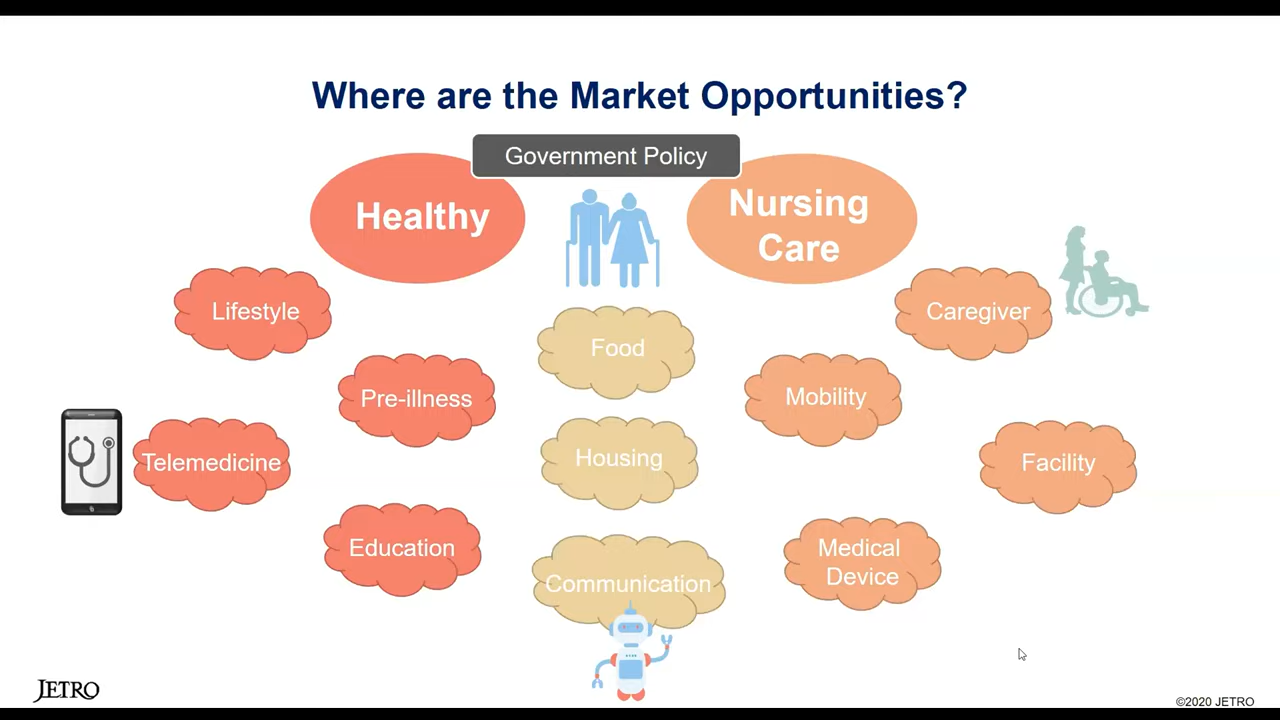 Where are the Market Opportunities?
Government Policy
Healthy
Nursing
Care
Lifestyle
Caregiver
Food
Pre-illness
Mobility
Telemedicine
Housing
Facility
Education
Medical
Device
Communication
JETRO
©2020 JETRO